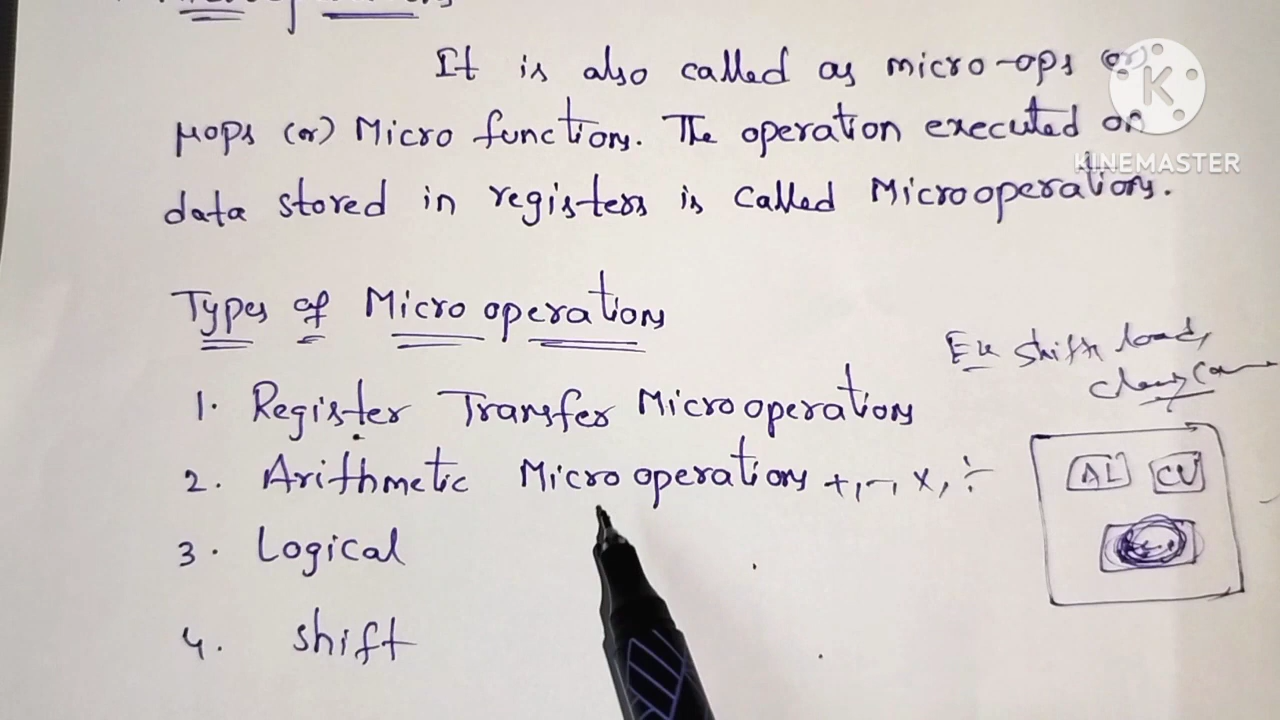 It is also called as micro-ops (or)
μops (or) Micro functions. The operation executed on
data stored in registers is called Microoperations.
Types of Microoperations
Ex shift, load,
1. Register Transfer Microoperations
2. Arithmetic Microoperations +, -, x, ÷
AL CU
3. Logical
4. shift
K
KINEMASTER